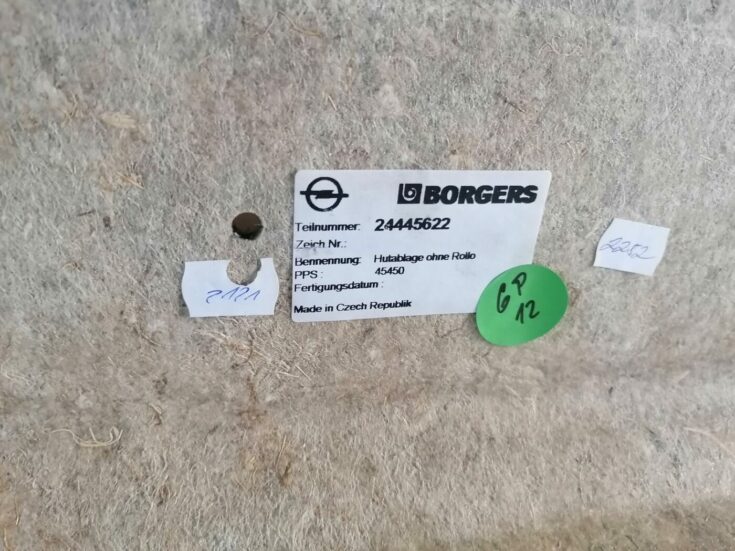 BORGERS
Teilnummer: 24445622
Zeich Nr.:
Bennennung: Hutablage ohne Rollo
PPS : 45450
Fertigungsdatum :
Made in Czech Republik
2121
GP
12
2282